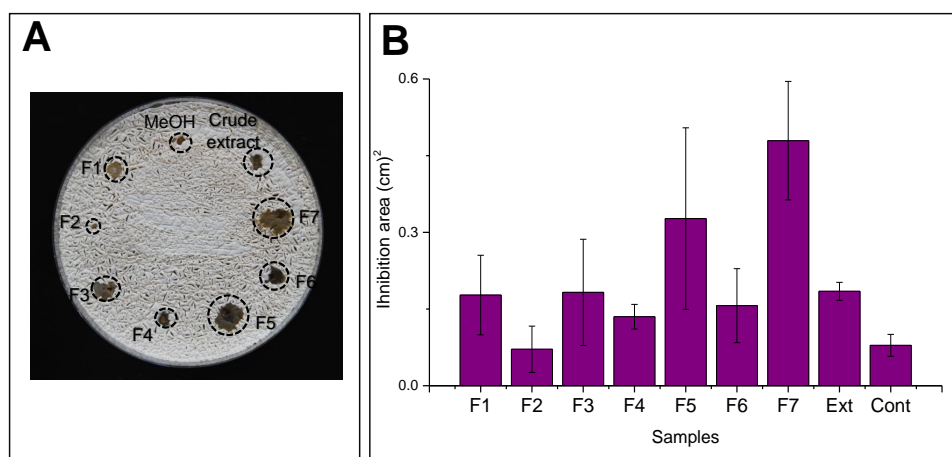 A
MeOH
Crude
extract
F1
F7
F2
F6
F3
F5
F4
B
0.6
0.3
0.0
Ihnibition area (cm)²
F1 F2 F3 F4 F5 F6 F7 Ext Cont
Samples